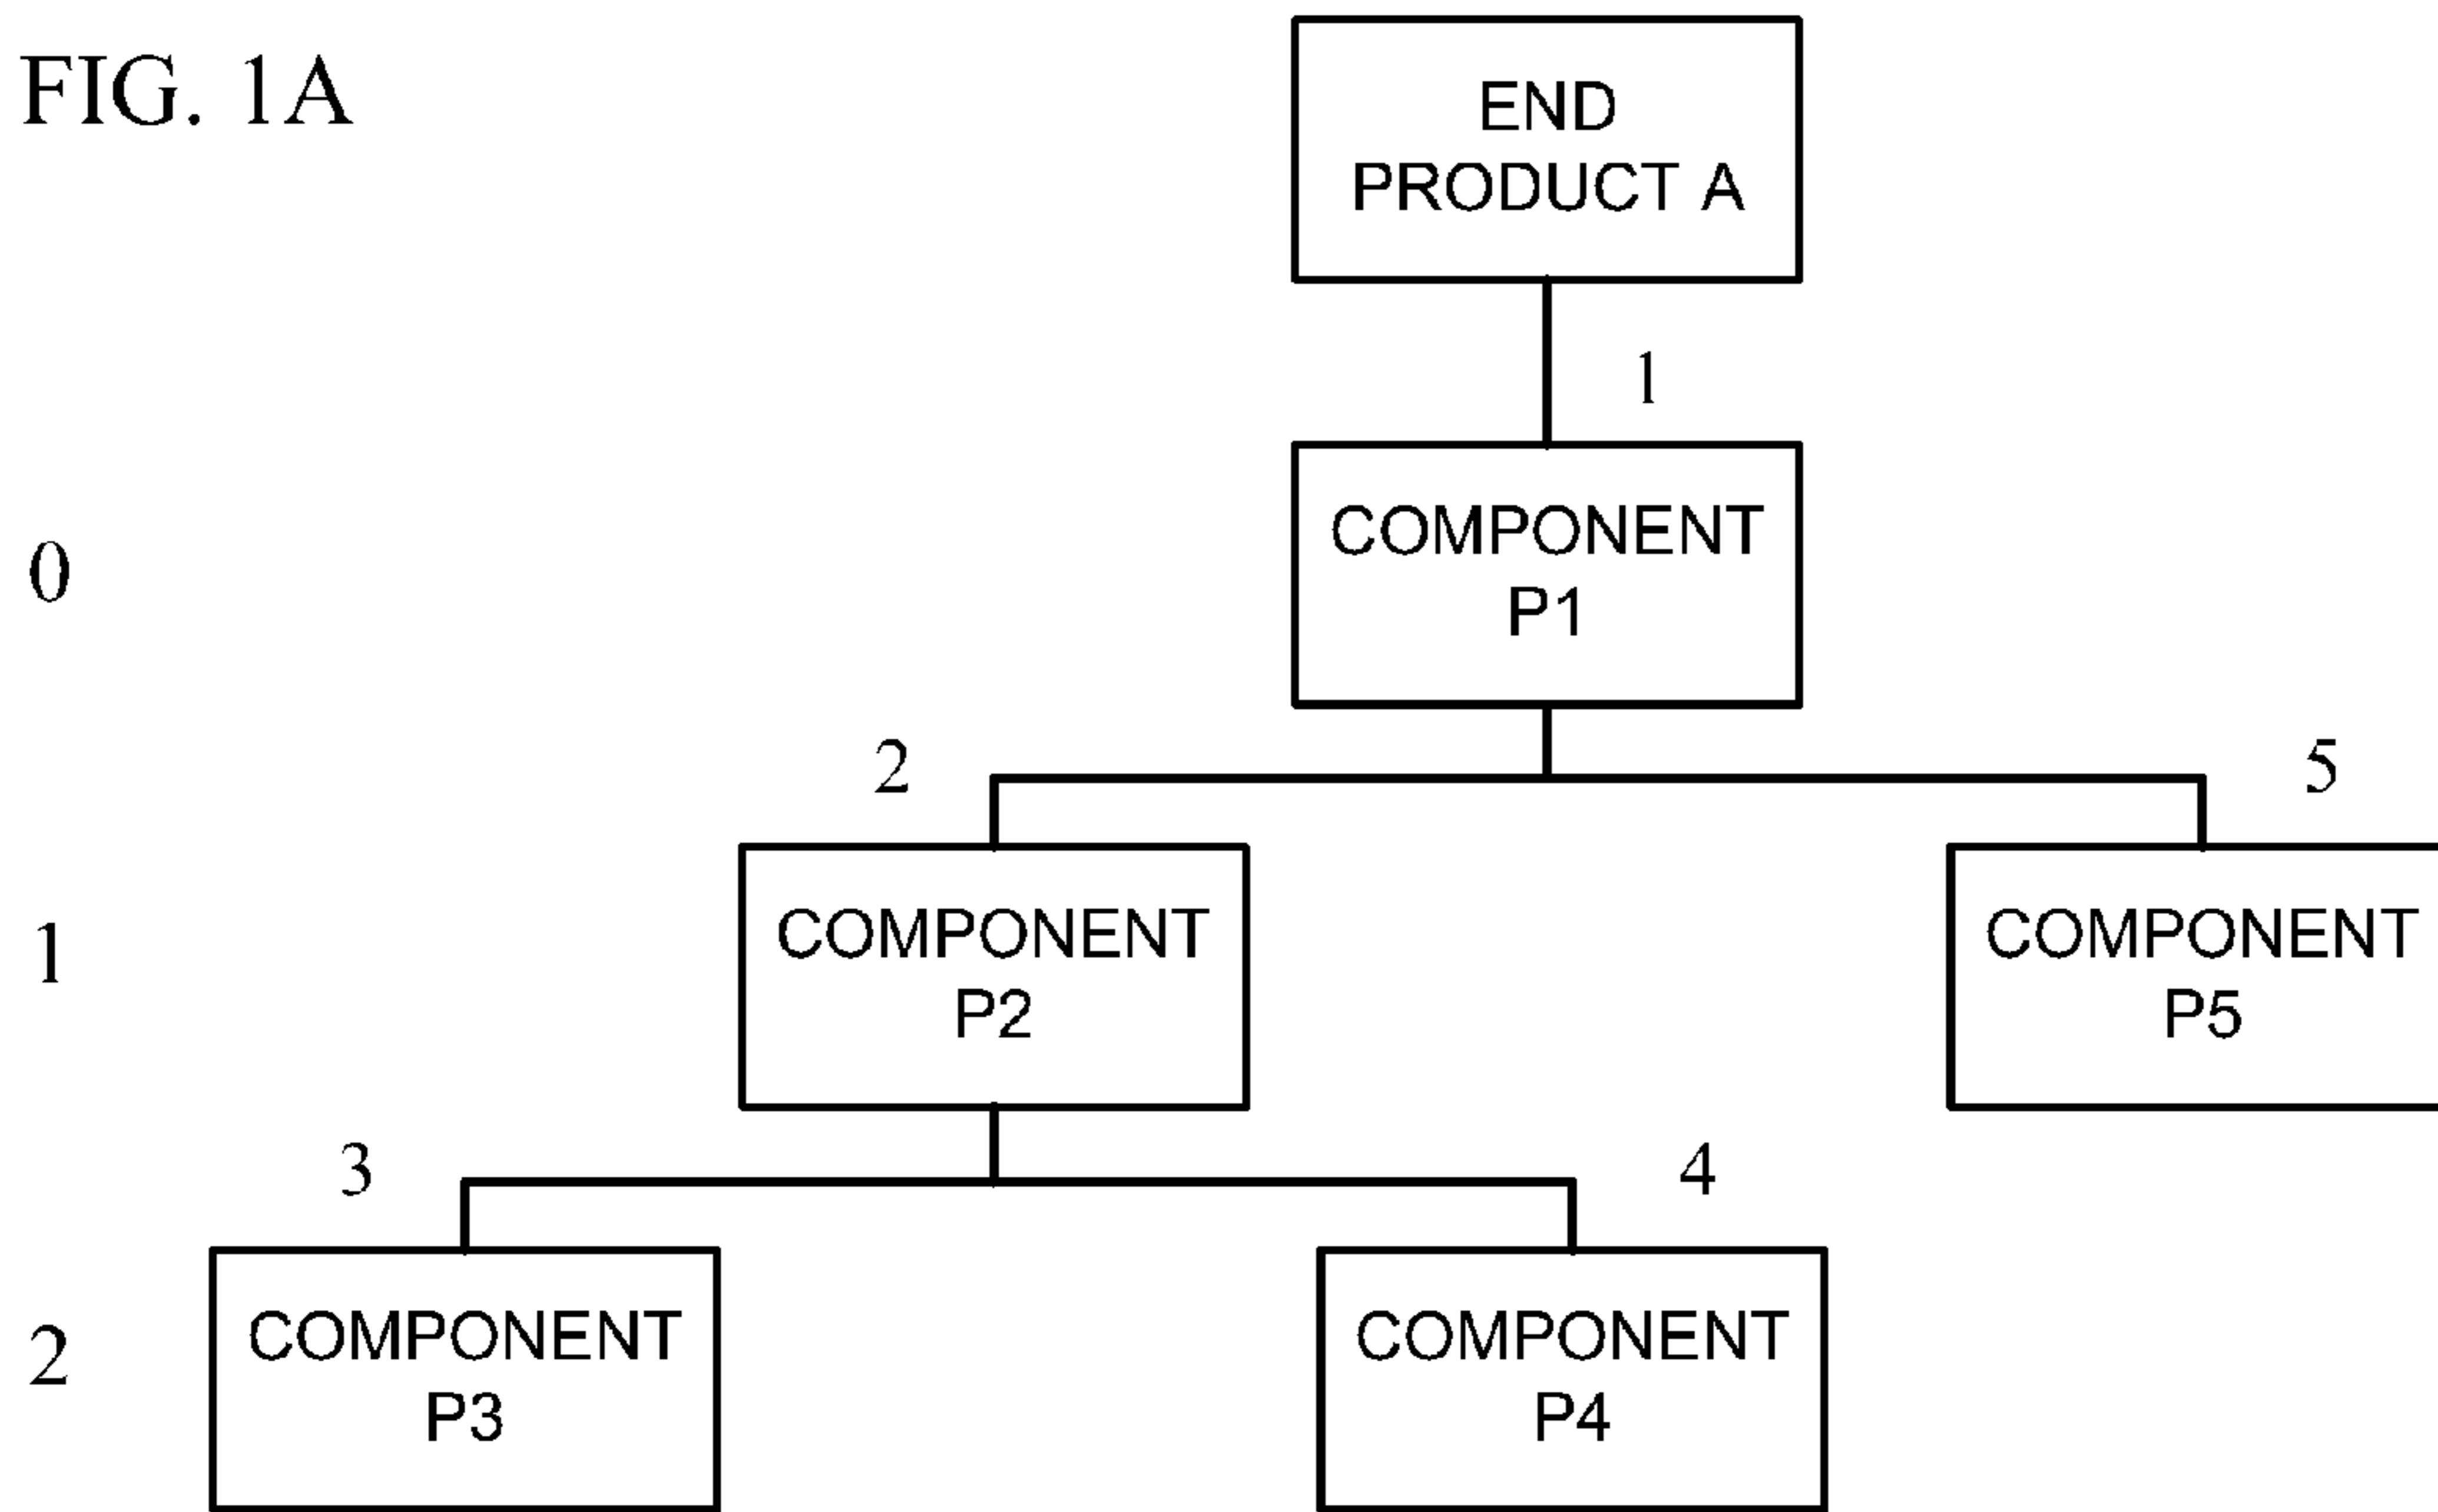 FIG. 1A
END
PRODUCT A
1
0
COMPONENT
P1
2
5
1
COMPONENT
P2
COMPONENT
P5
3
4
2
COMPONENT
P3
COMPONENT
P4